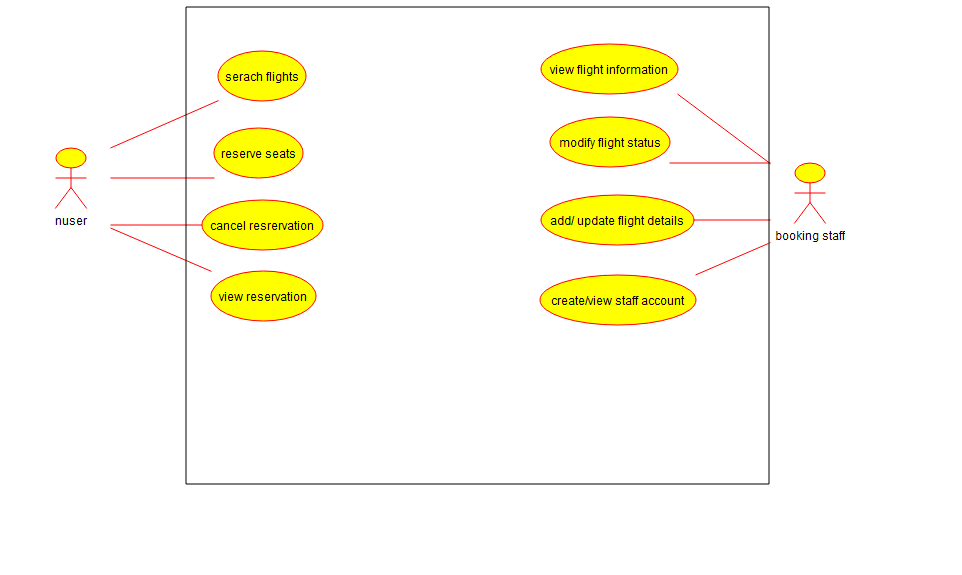 serach flights
reserve seats
cancel resrervation
view reservation
nuser
view flight information
modify flight status
add/ update flight details
create/view staff account
booking staff